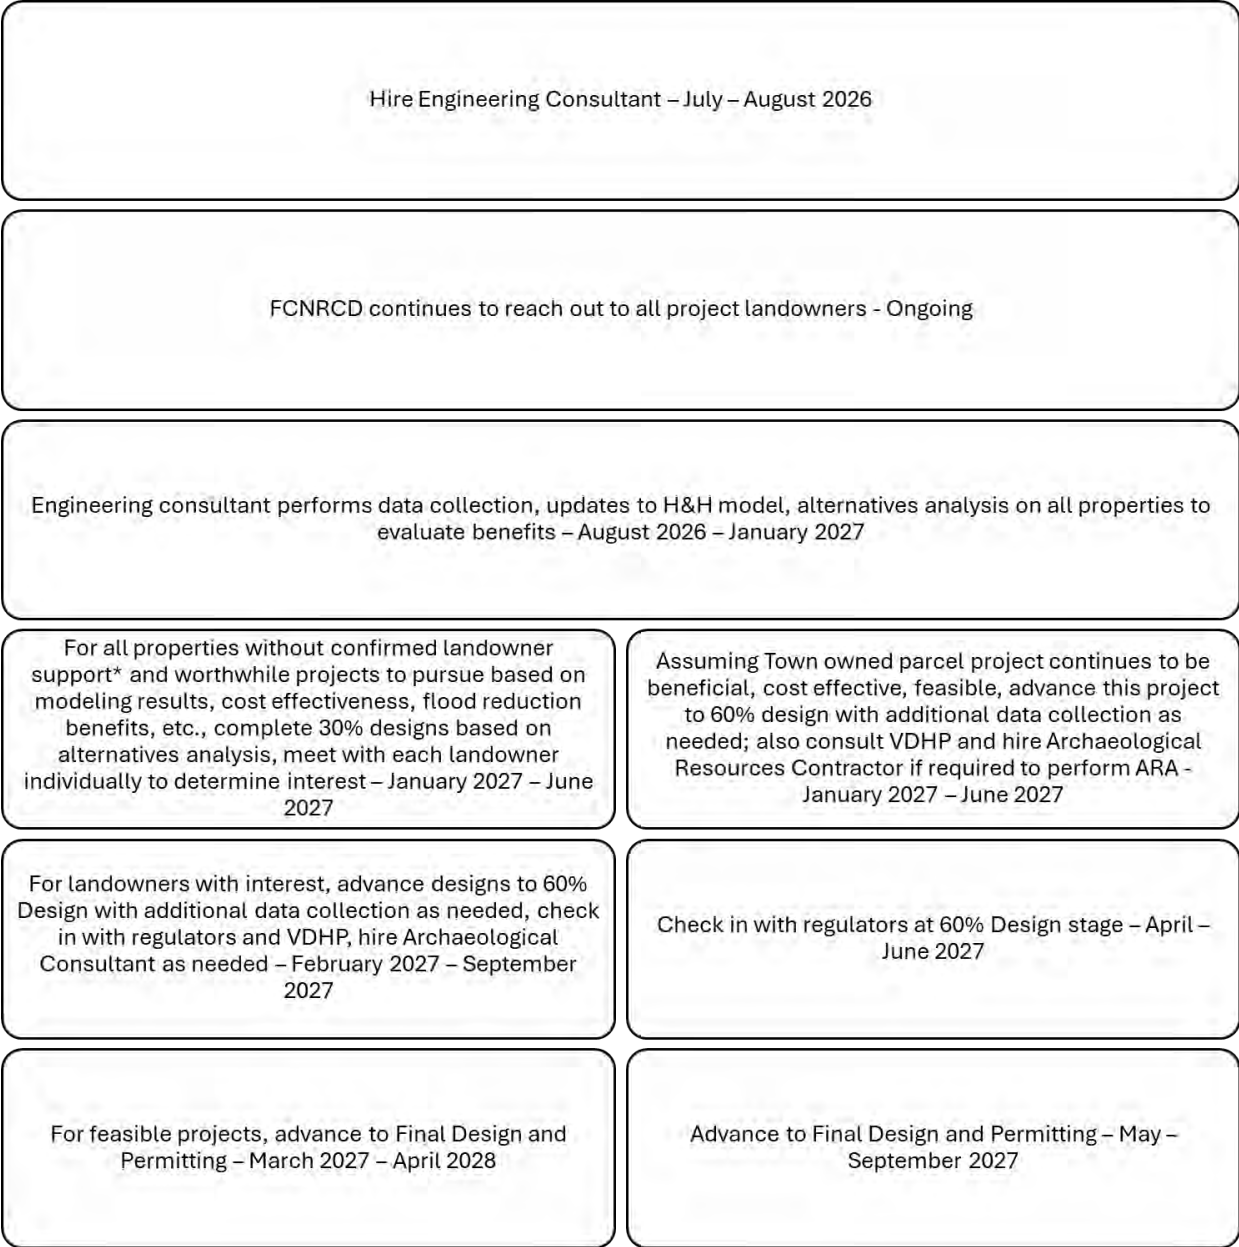 Hire Engineering Consultant – July – August 2026
FCNRCD continues to reach out to all project landowners - Ongoing
Engineering consultant performs data collection, updates to H&H model, alternatives analysis on all properties to
evaluate benefits – August 2026 – January 2027
For all properties without confirmed landowner
support* and worthwhile projects to pursue based on
modeling results, cost effectiveness, flood reduction
benefits, etc., complete 30% designs based on
alternatives analysis, meet with each landowner
individually to determine interest – January 2027 – June
2027
Assuming Town owned parcel project continues to be
beneficial, cost effective, feasible, advance this project
to 60% design with additional data collection as
needed; also consult VDHP and hire Archaeological
Resources Contractor if required to perform ARA -
January 2027 – June 2027
For landowners with interest, advance designs to 60%
Design with additional data collection as needed, check
in with regulators and VDHP, hire Archaeological
Consultant as needed – February 2027 – September
2027
Check in with regulators at 60% Design stage – April –
June 2027
For feasible projects, advance to Final Design and
Permitting – March 2027 – April 2028
Advance to Final Design and Permitting – May –
September 2027